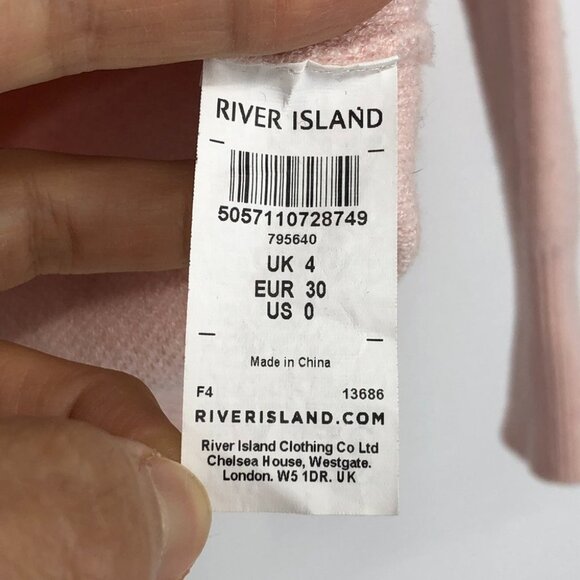 RIVER ISLAND
5057110728749
795640
UK 4
EUR 30
US 0
Made in China
F4 13686
RIVERISLAND.COM
River Island Clothing Co Ltd
Chelsea House, Westgate.
London. W5 1DR. UK